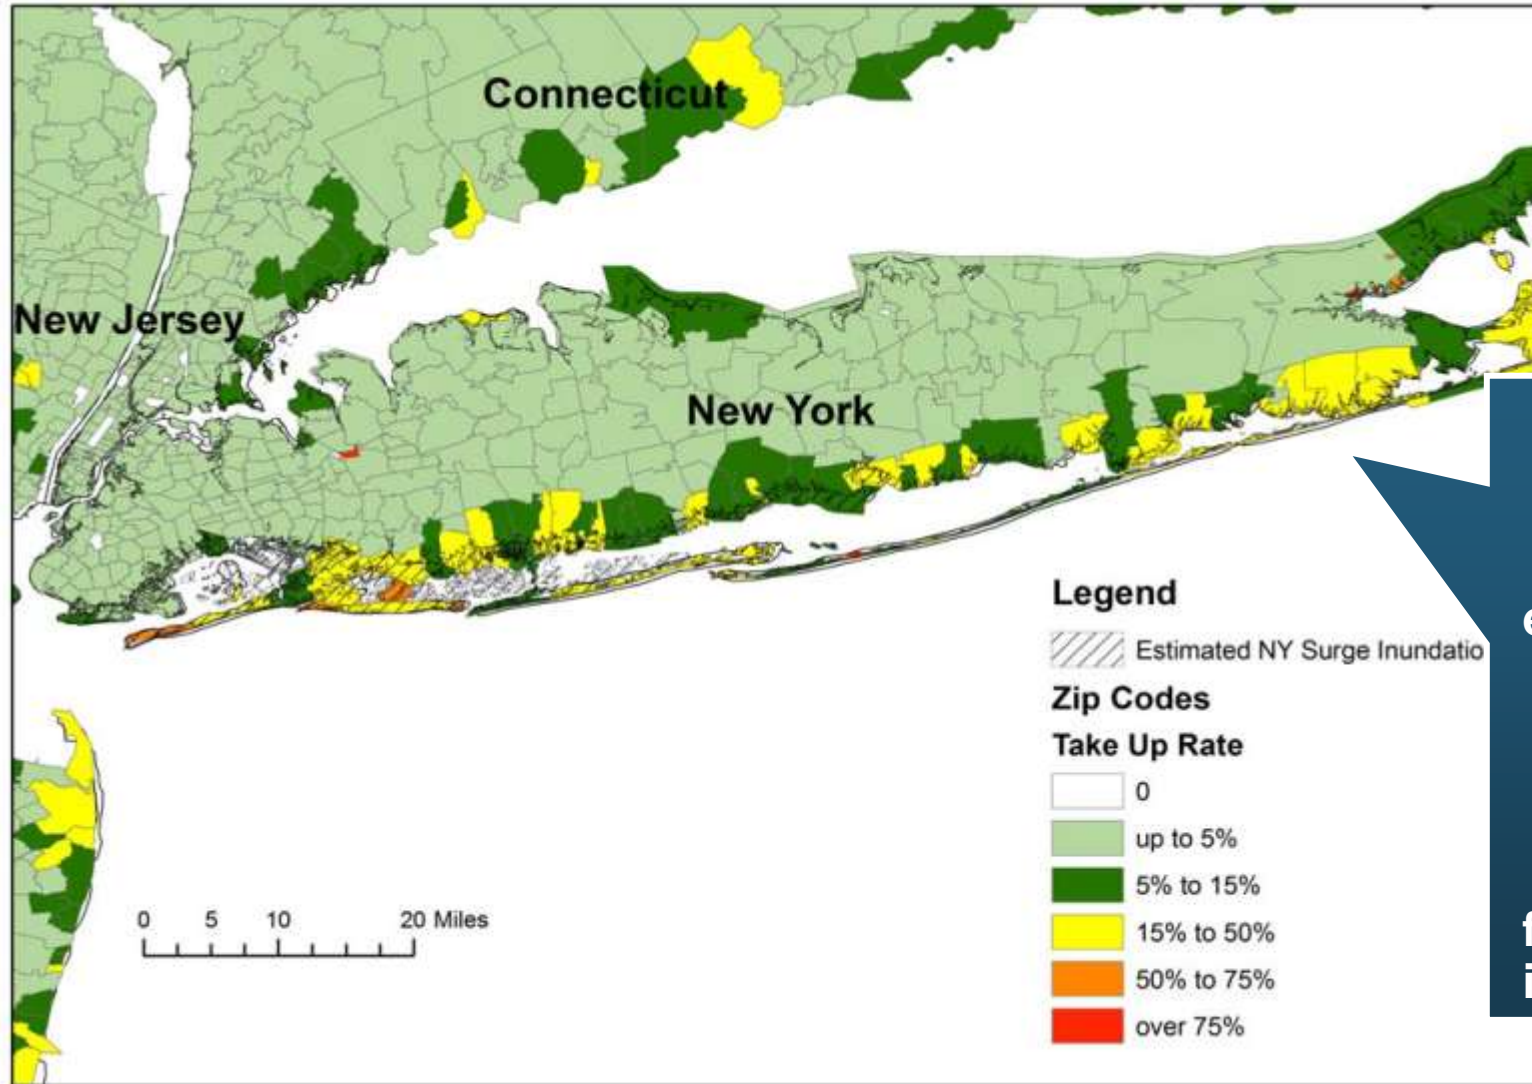 Connecticut
New Jersey
New York
Legend
Estimated NY Surge Inundatio
Zip Codes
Take Up Rate
0
up to 5%
5% to 15%
15% to 50%
50% to 75%
over 75%
0 5 10 20 Miles